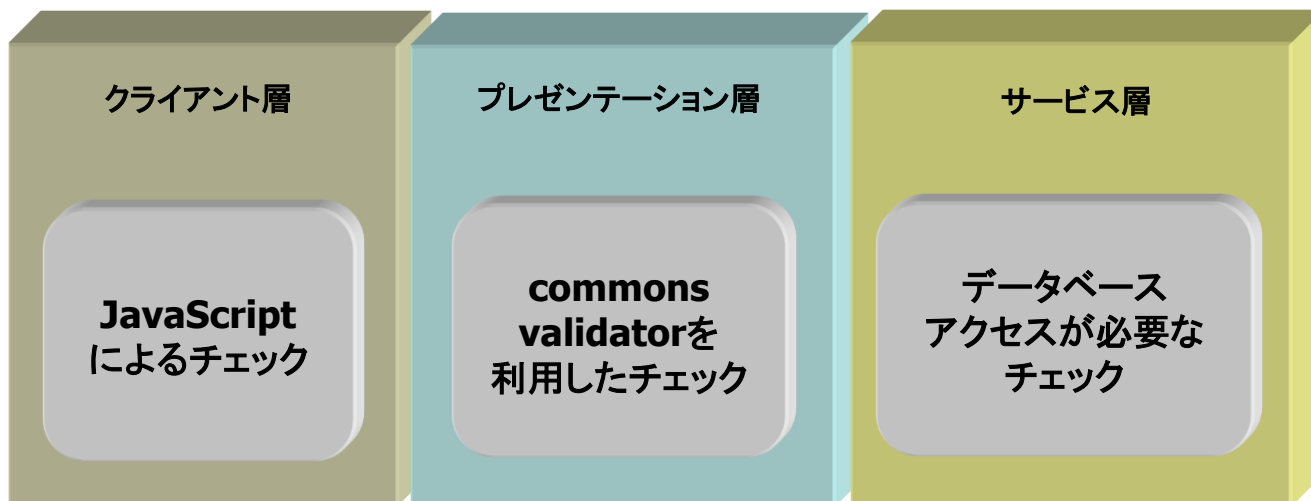 クライアント層
プレゼンテーション層
サービス層
JavaScript
によるチェック
commons
validatorを
利用したチェック
データベース
アクセスが必要な
チェック